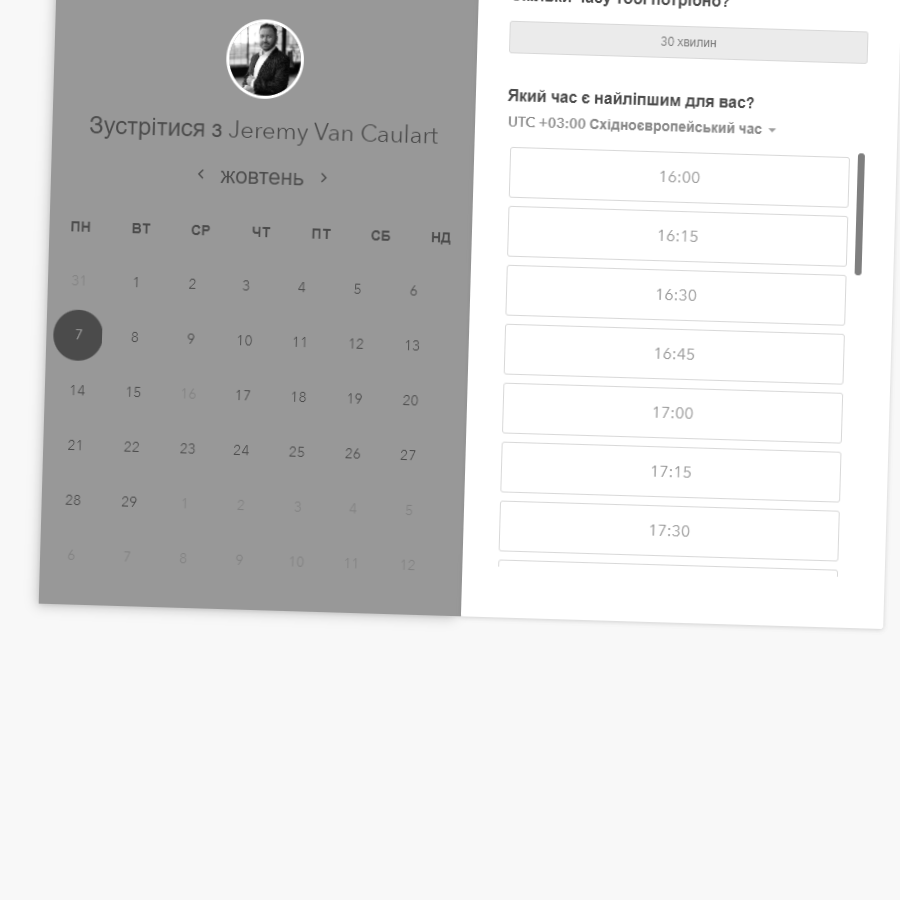 Зустрітися з Jeremy Van Caulart
жовтень
ПН ВТ СР ЧТ ПТ СБ НД
31 1 2 3 4 5 6
7 8 9 10 11 12 13
14 15 16 17 18 19 20
21 22 23 24 25 26 27
28 29 1 2 3 4 5
6 7 8 9 10 11 12
часу тобі потрібно?
30 хвилин
Який час є найліпшим для вас?
UTC +03:00 Східноєвропейський час
16:00
16:15
16:30
16:45
17:00
17:15
17:30